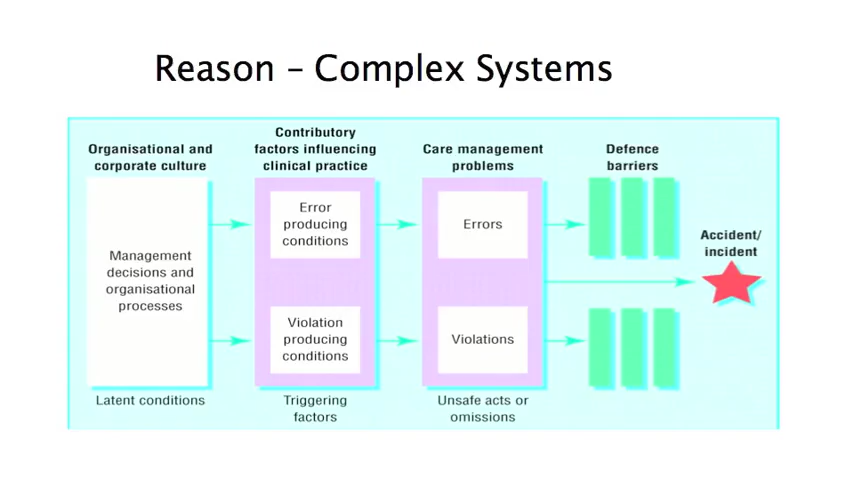 Reason – Complex Systems
Organisational and
corporate culture
Contributory
factors influencing
clinical practice
Care management
problems
Defence
barriers
Management
decisions and
organisational
processes
Error
producing
conditions
Violation
producing
conditions
Errors
Violations
Accident/
incident
Latent conditions
Triggering
factors
Unsafe acts or
omissions